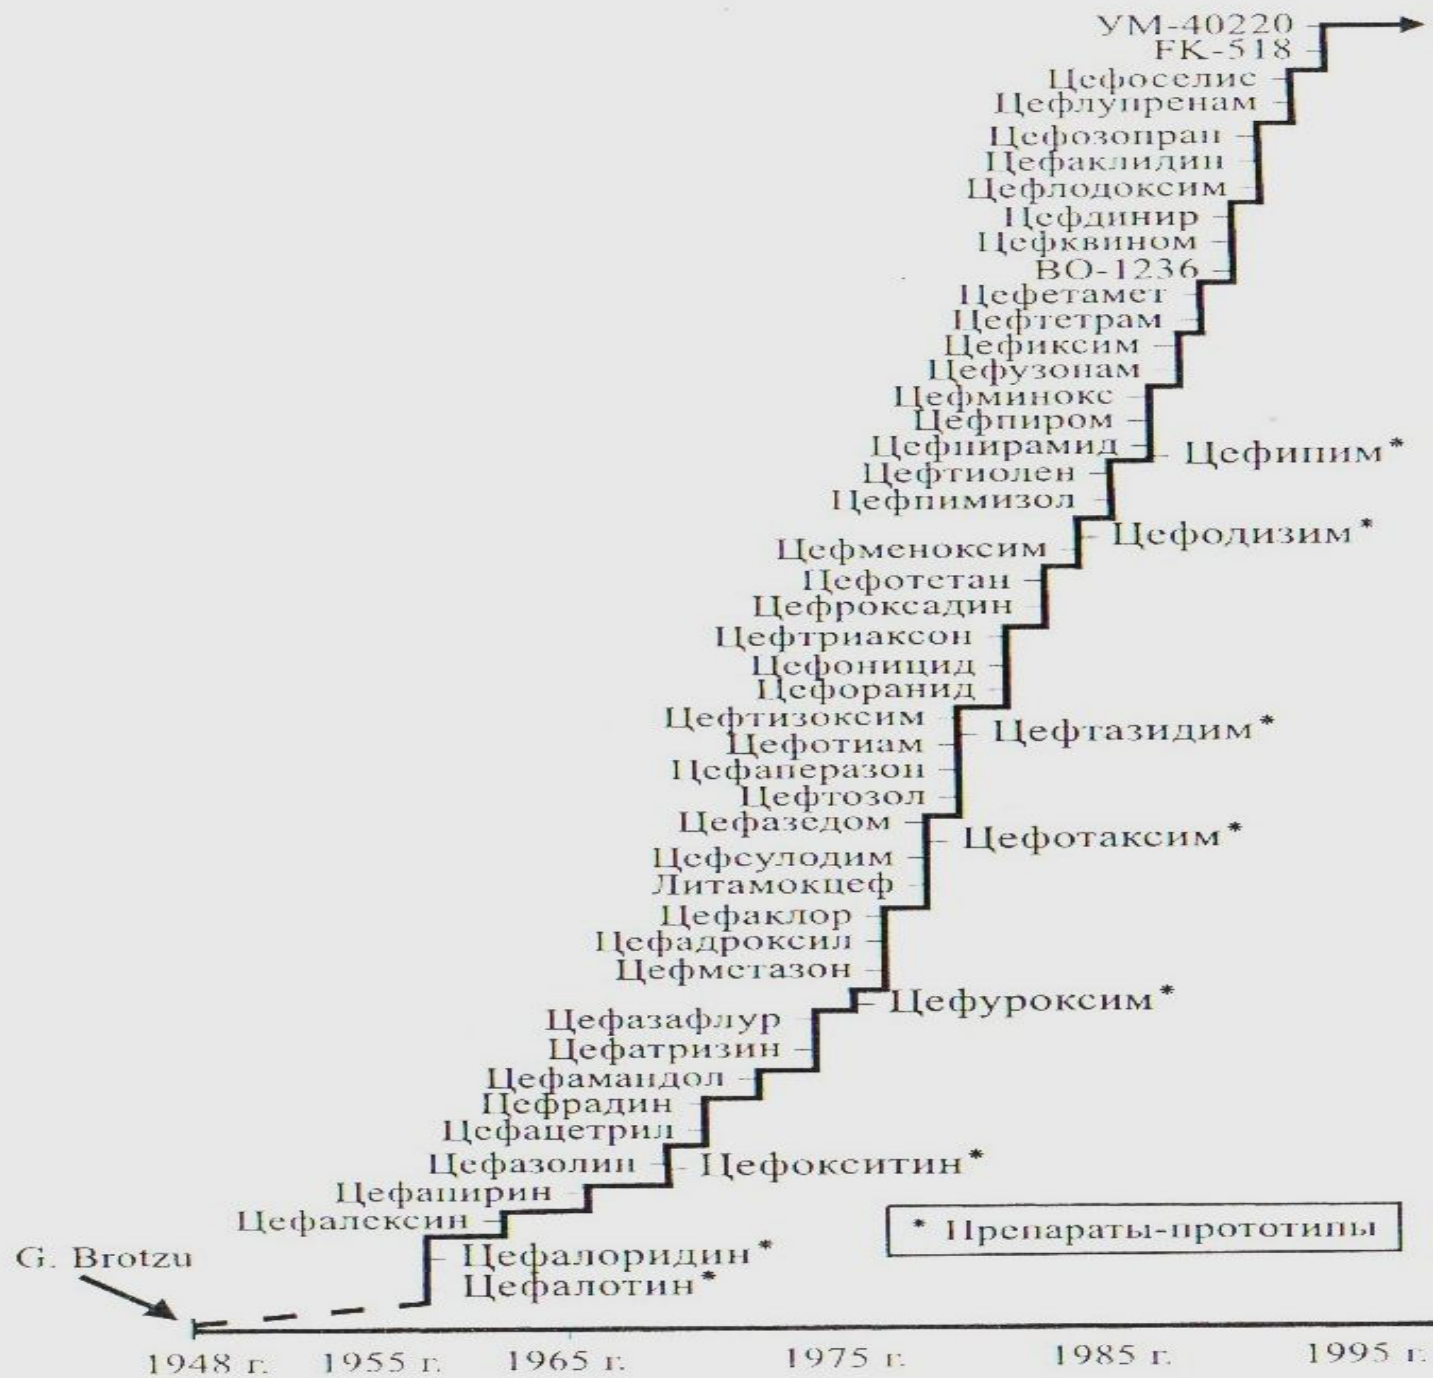 УМ-40220
FK-518
Цефоселис
Цефлупренам
Цефозопран
Цефаклидин
Цефлодоксим
Цефдинир
Цефквином
ВО-1236
Цефетамет
Цефтетрам
Цефиксим
Цефузонам
Цефминокс
Цефпиром
Цефпирамид
Цефипим*
Цефтиолен
Цефпимизол
Цефодизим*
Цефменоксим
Цефотетан
Цефроксадин
Цефтриаксон
Цефоницид
Цефоранид
Цефтизоксим
Цефтазидим*
Цефотиам
Цефаперазон
Цефтозол
Цефазедом
Цефотаксим*
Цефсулодим
Литамокцеф
Цефаклор
Цефадроксил
Цефметазон
Цефуроксим*
Цефазафлур
Цефатризин
Цефамандол
Цефрадин
Цефацетрил
Цефазолин
Цефокситин*
Цефапирин
Цефалексин
* Препараты-прототипы
G. Brotzu
Цефалоридин*
Цефалотин*
1948 г. 1955 г. 1965 г. 1975 г. 1985 г. 1995 г.